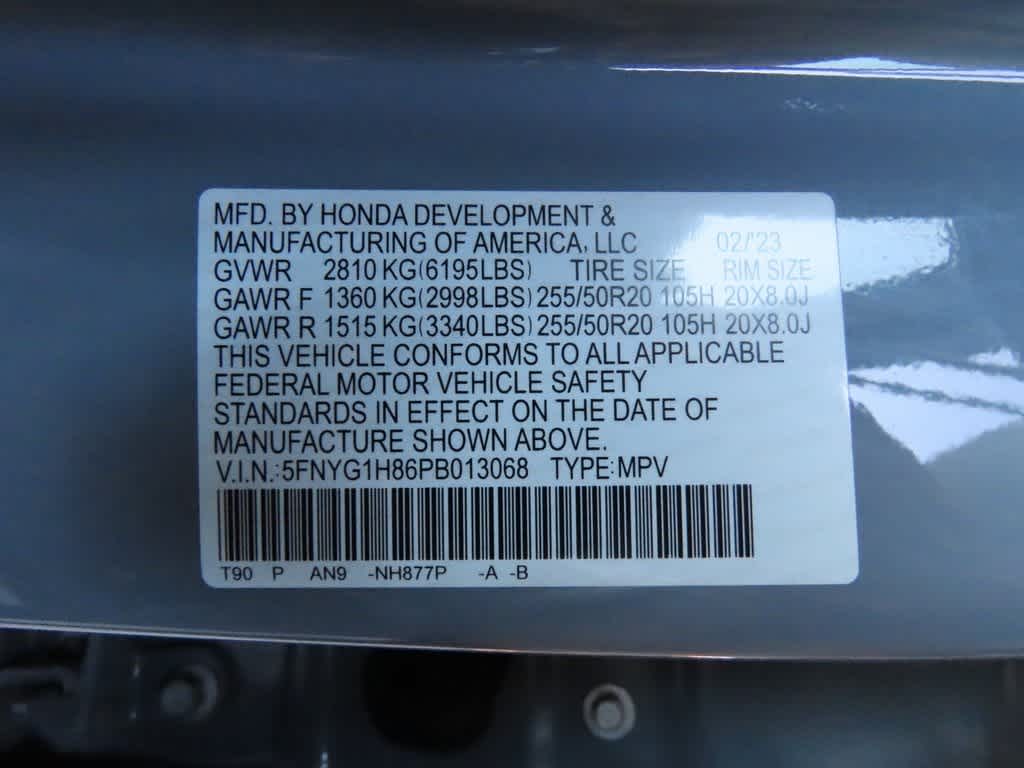 MFD. BY HONDA DEVELOPMENT &
MANUFACTURING OF AMERICA, LLC 02/'23
GVWR 2810 KG(6195LBS) TIRE SIZE RIM SIZE
GAWR F 1360 KG(2998LBS) 255/50R20 105H 20X8.0J
GAWR R 1515 KG(3340LBS) 255/50R20 105H 20X8.0J
THIS VEHICLE CONFORMS TO ALL APPLICABLE
FEDERAL MOTOR VEHICLE SAFETY
STANDARDS IN EFFECT ON THE DATE OF
MANUFACTURE SHOWN ABOVE.
V.I.N.:5FNYG1H86PB013068 TYPE:MPV
T90 P AN9 -NH877P -A -B